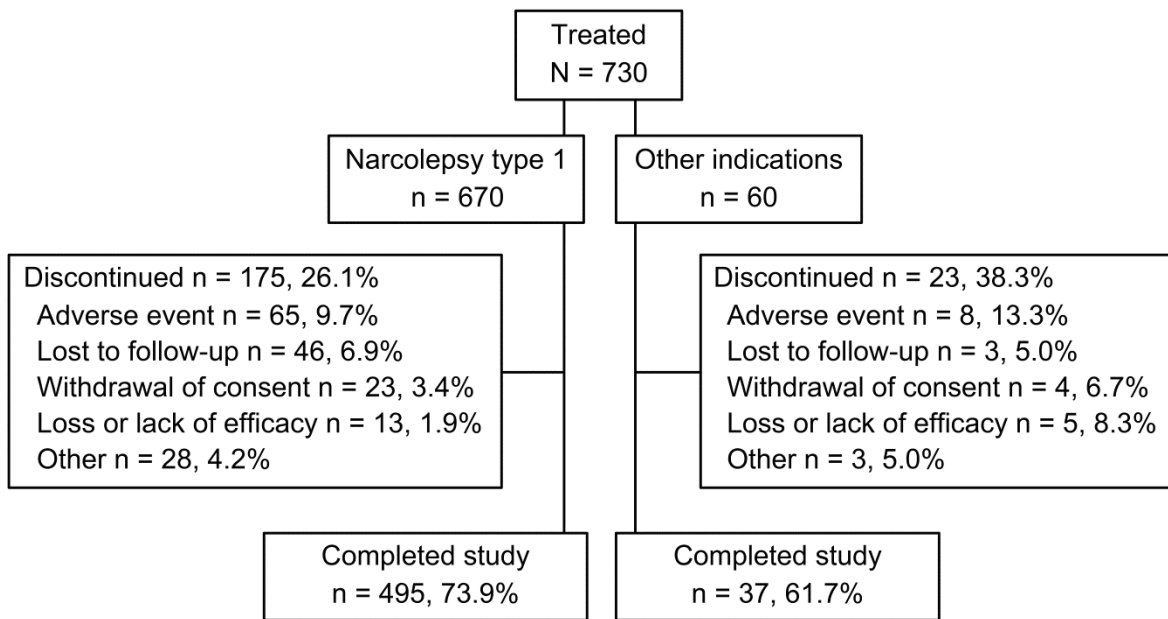 Treated
N = 730
Narcolepsy type 1
n = 670
Other indications
n = 60
Discontinued n = 175, 26.1%
Adverse event n = 65, 9.7%
Lost to follow-up n = 46, 6.9%
Withdrawal of consent n = 23, 3.4%
Loss or lack of efficacy n = 13, 1.9%
Other n = 28, 4.2%
Discontinued n = 23, 38.3%
Adverse event n = 8, 13.3%
Lost to follow-up n = 3, 5.0%
Withdrawal of consent n = 4, 6.7%
Loss or lack of efficacy n = 5, 8.3%
Other n = 3, 5.0%
Completed study
n = 495, 73.9%
Completed study
n = 37, 61.7%